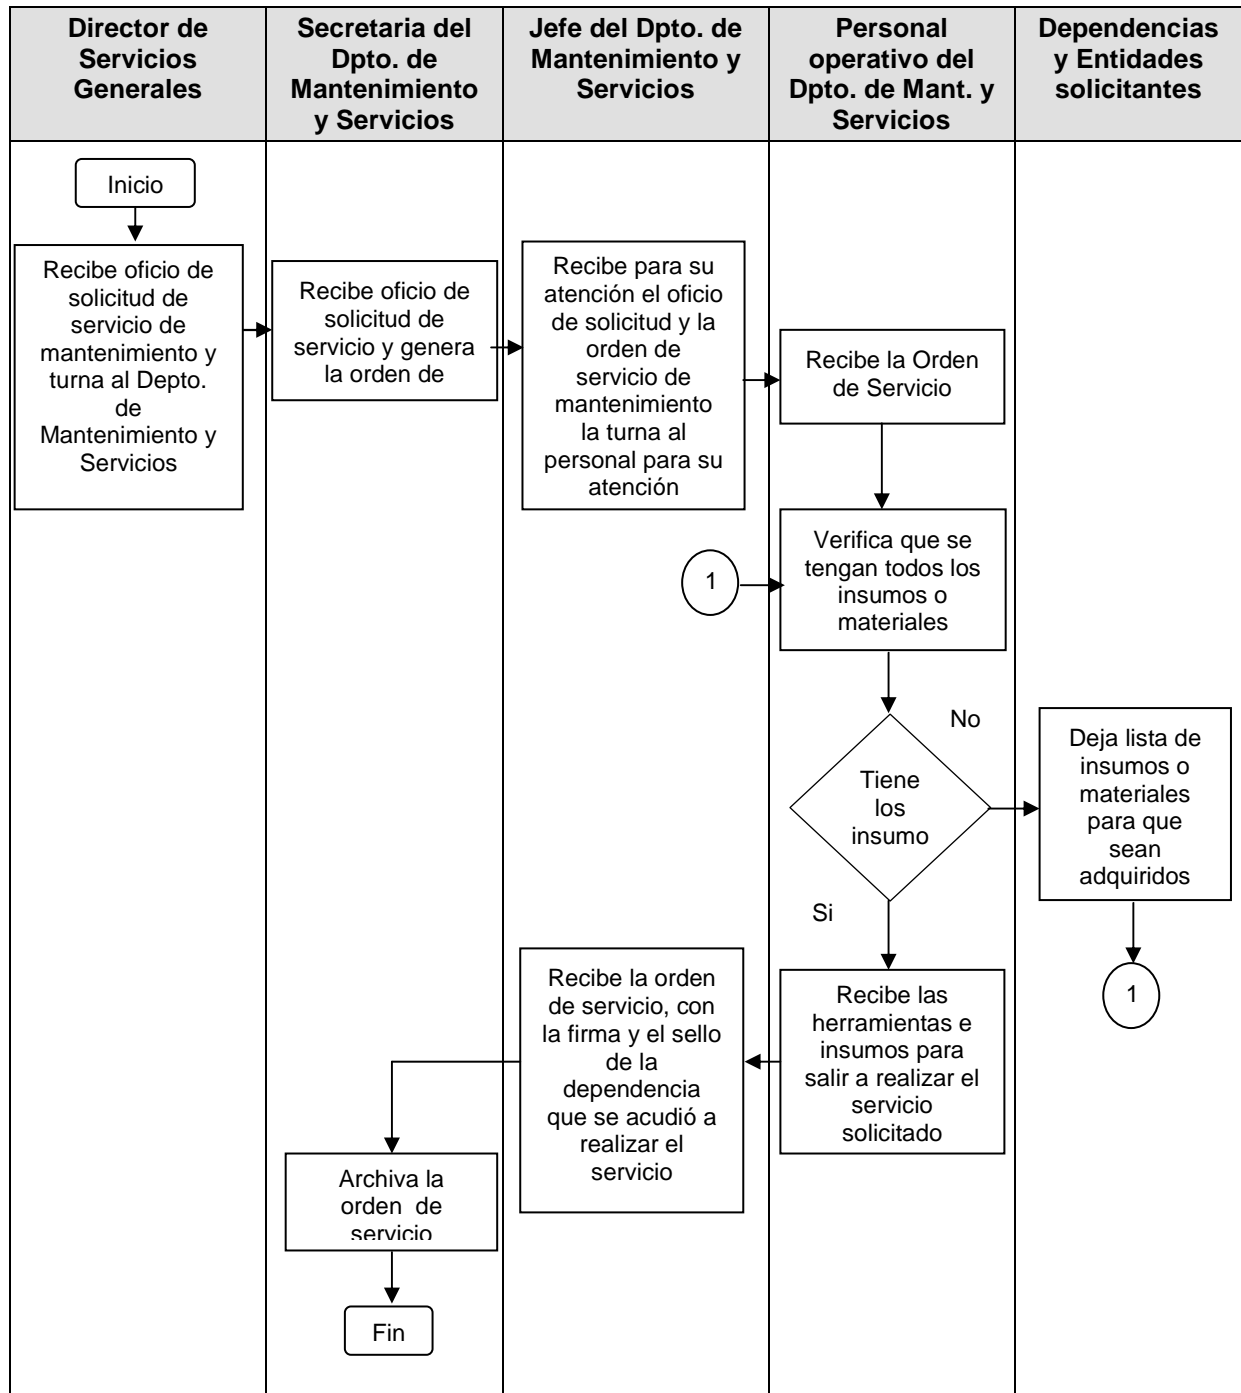 Director de
Servicios
Generales
Secretaria del
Dpto. de
Mantenimiento
y Servicios
Jefe del Dpto. de
Mantenimiento y
Servicios
Personal
operativo del
Dpto. de Mant. y
Servicios
Dependencias
y Entidades
solicitantes
Inicio
Recibe oficio de
solicitud de
servicio de
mantenimiento y
turna al Depto.
de
Mantenimiento y
Servicios
Recibe oficio de
solicitud de
servicio y genera
la orden de
Recibe para su
atención el oficio
de solicitud y la
orden de
servicio de
mantenimiento
la turna al
personal para su
atención
Recibe la Orden
de Servicio
1
Verifica que se
tengan todos los
insumos o
materiales
Tiene
los
insumo
No
Deja lista de
insumos o
materiales
para que
sean
adquiridos
1
Si
Recibe las
herramientas e
insumos para
salir a realizar el
servicio
solicitado
Recibe la orden
de servicio, con
la firma y el sello
de la
dependencia
que se acudió a
realizar el
servicio
Archiva la
orden de
servicio
Fin